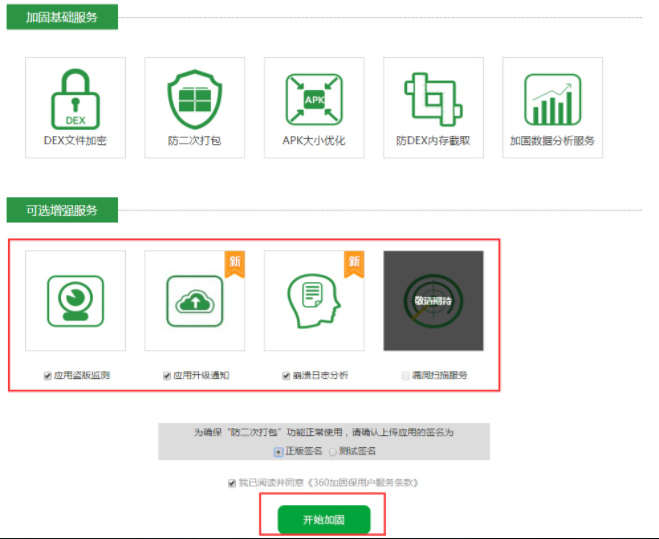 加固基础服务
DEX
APK
DEX文件加密 防二次打包 APK大小优化 防DEX内存截取 加固数据分析服务
可选增强服务
新 新
敬请期待
应用盗版监测 应用升级通知 崩溃日志分析 漏洞扫描服务
为确保“防二次打包”功能正常使用，请确认上传应用的签名为
正版签名 测试签名
我已阅读并同意《360加固保用户服务条款》
开始加固